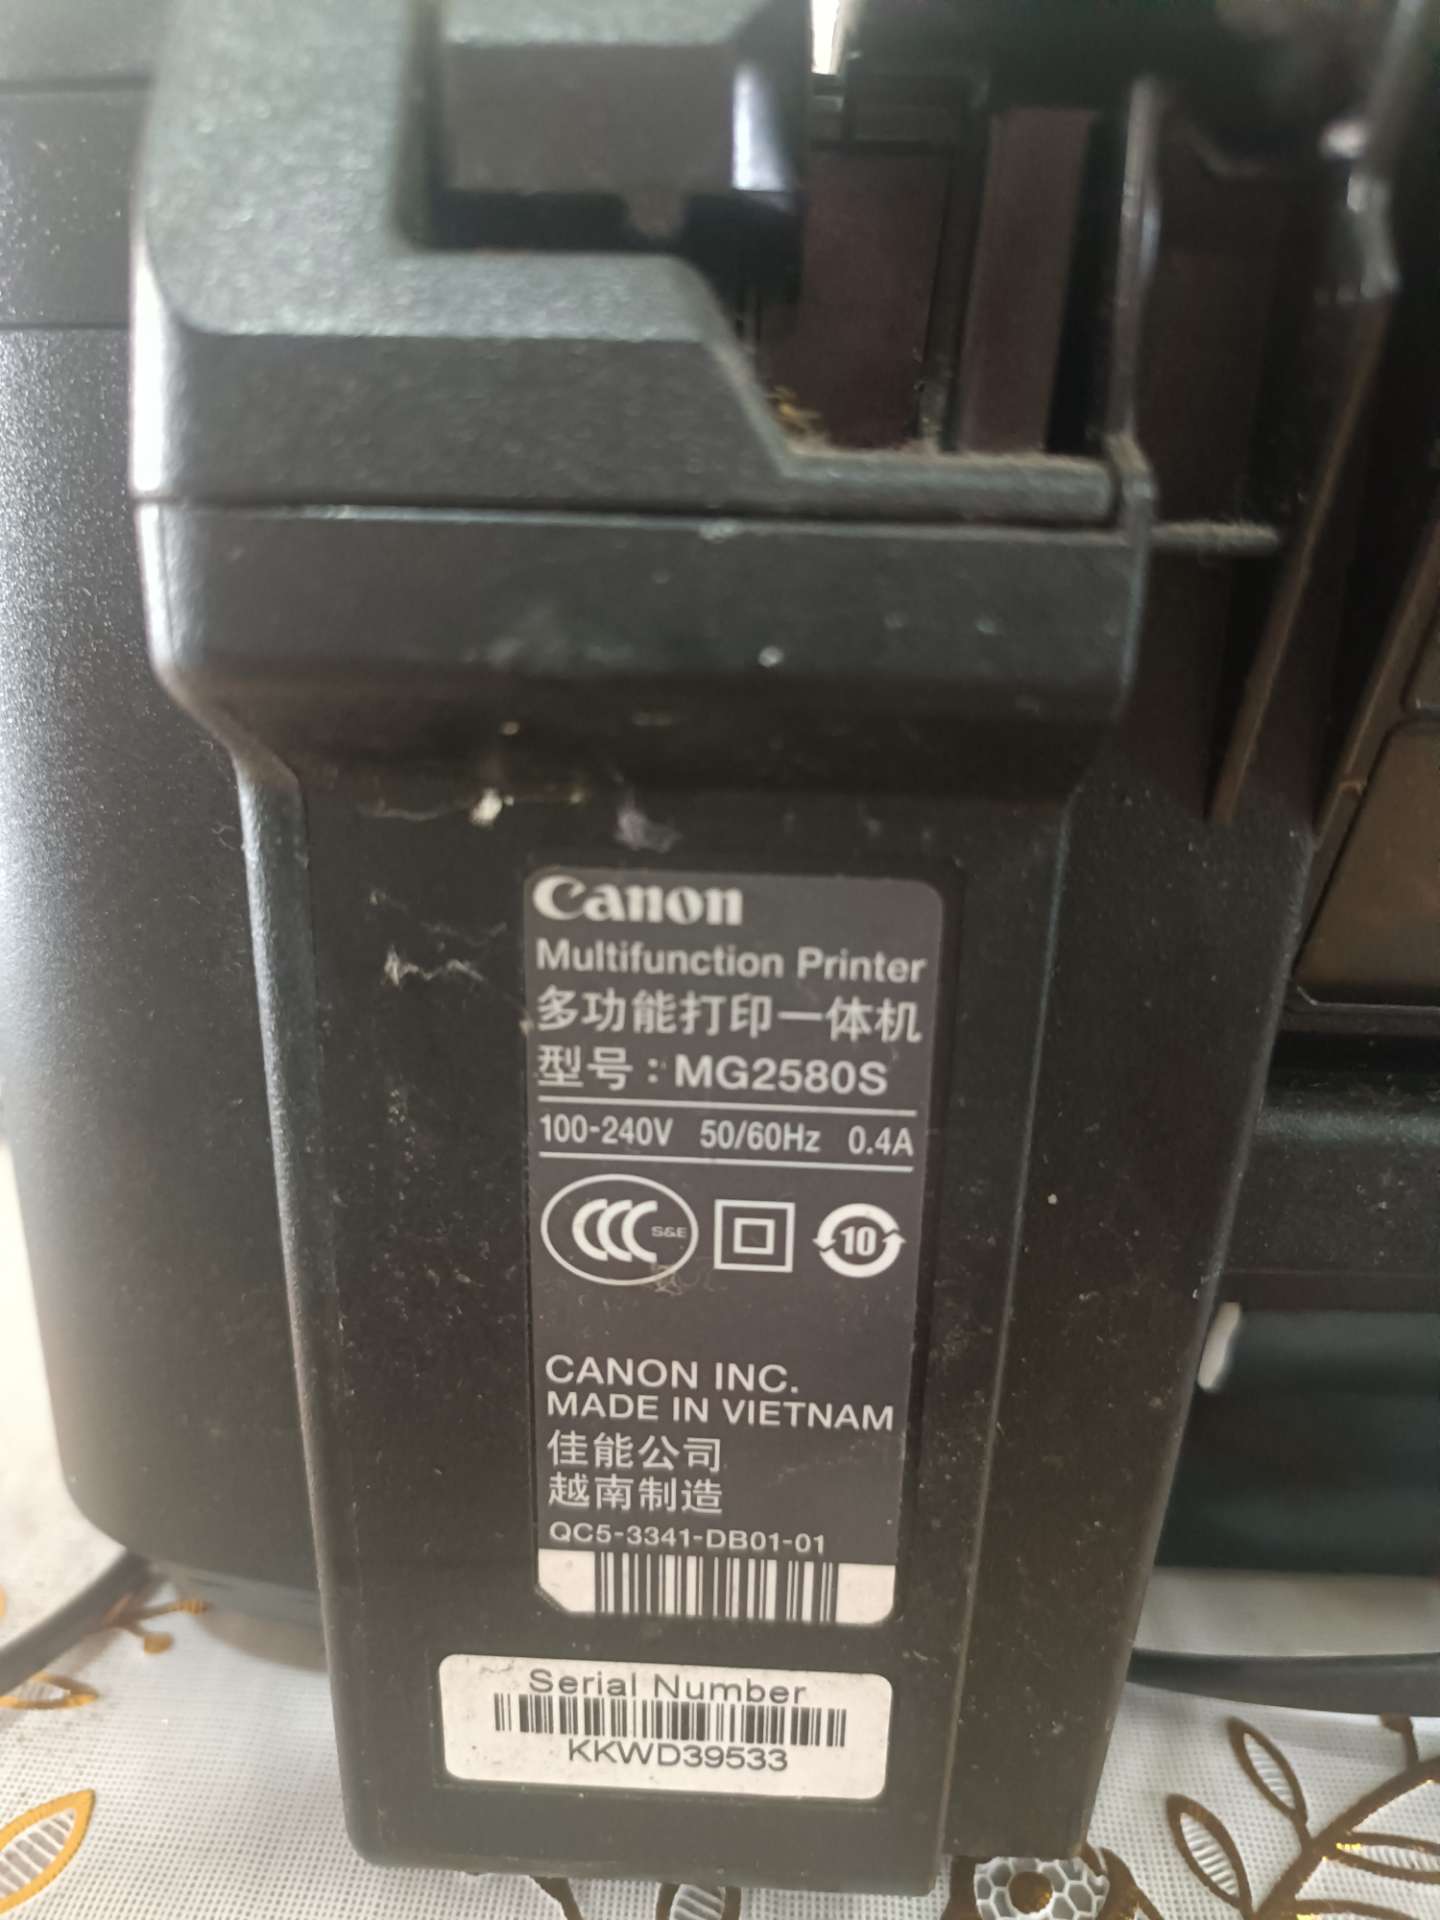 Canon
Multifunction Printer
多功能打印一体机
型号：MG2580S
100-240V 50/60Hz 0.4A
CCC S&E 10
CANON INC.
MADE IN VIETNAM
佳能公司
越南制造
QC5-3341-DB01-01
Serial Number
KKWD39533